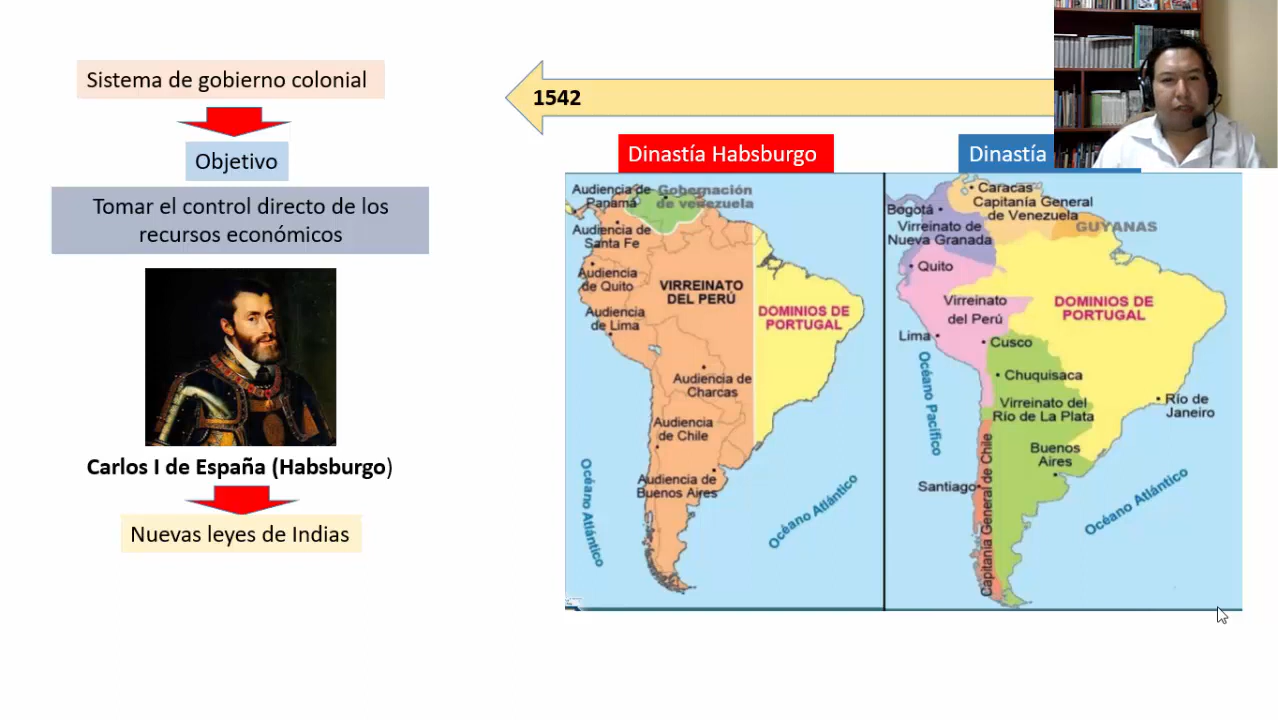 Sistema de gobierno colonial
Objetivo
Tomar el control directo de los
recursos económicos
Carlos I de España (Habsburgo)
Nuevas leyes de Indias
1542
Dinastía Habsburgo
Dinastía
Audiencia de
Panamá
Gobernación
de venezuela
Audiencia de
Santa Fe
Audiencia
de Quito
VIRREINATO
DEL PERÚ
Audiencia
de Lima
DOMINIOS DE
PORTUGAL
Audiencia de
Charcas
Audiencia
de Chile
Audiencia de
Buenos Aires
Océano Atlántico
Océano Atlántico
Caracas
Capitanía General
de Venezuela
Bogotá
Virreinato de
Nueva Granada
GUYANAS
Quito
Virreinato
del Perú
DOMINIOS DE
PORTUGAL
Lima
Cusco
Chuquisaca
Océano Pacífico
Virreinato del
Río de La Plata
Río de
Janeiro
Buenos
Aires
Santiago
Capitanía General de Chile
Océano Atlántico